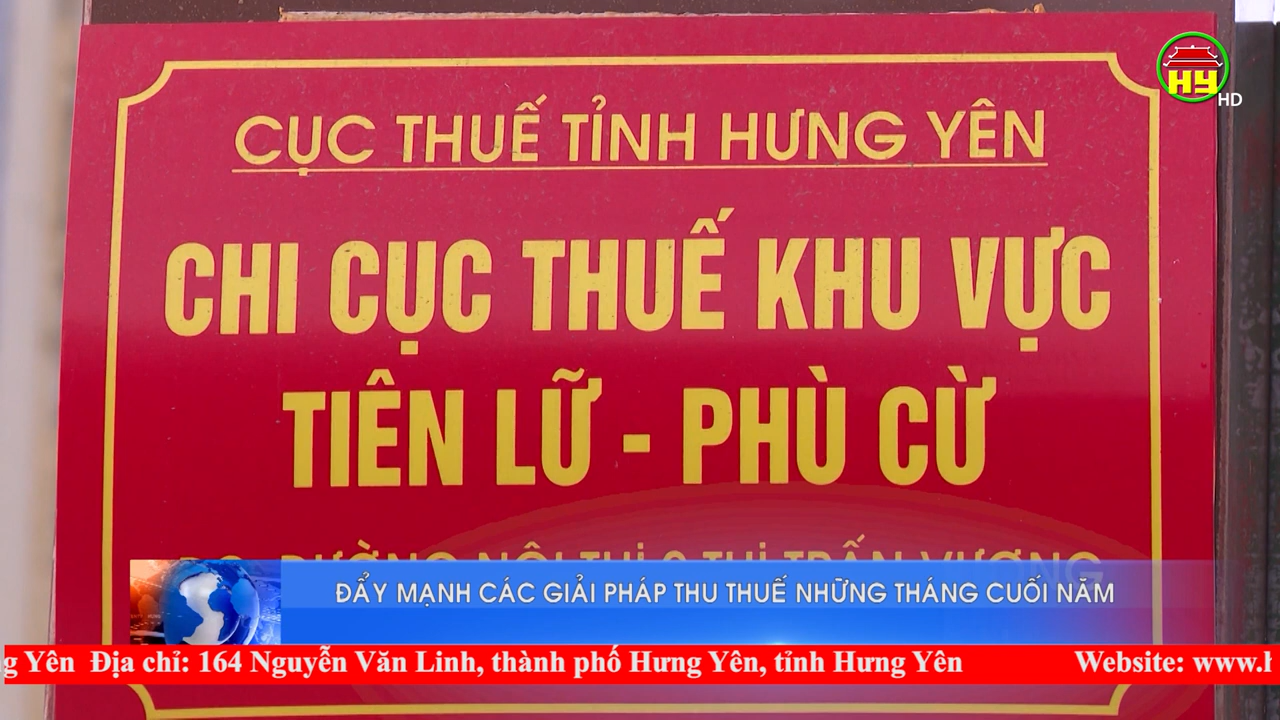 HY
HD
CỤC THUẾ TỈNH HƯNG YÊN
CHI CỤC THUẾ KHU VỰC
TIÊN LỮ - PHÙ CỪ
ĐẨY MẠNH CÁC GIẢI PHÁP THU THUẾ NHỮNG THÁNG CUỐI NĂM
g Yên Địa chỉ: 164 Nguyễn Văn Linh, thành phố Hưng Yên, tỉnh Hưng Yên Website: www.h